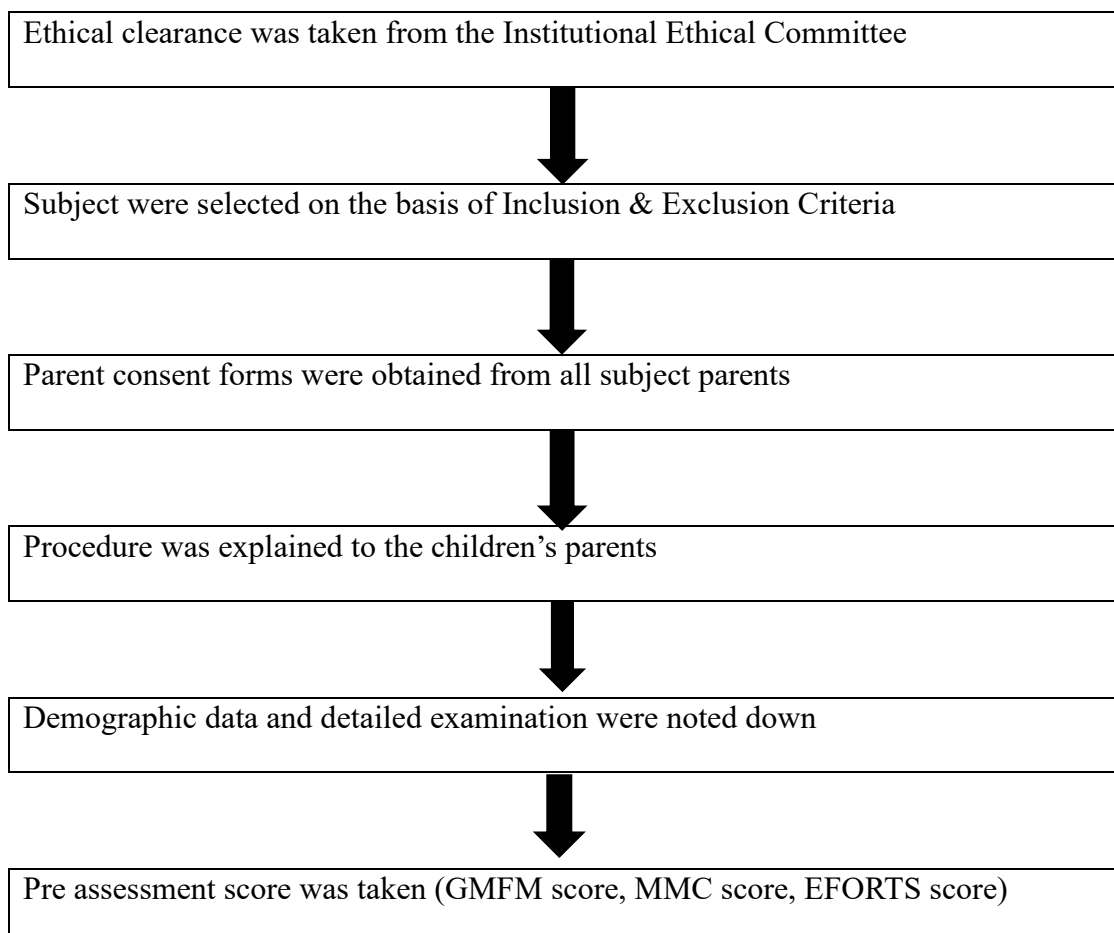 Ethical clearance was taken from the Institutional Ethical Committee
Subject were selected on the basis of Inclusion & Exclusion Criteria
Parent consent forms were obtained from all subject parents
Procedure was explained to the children’s parents
Demographic data and detailed examination were noted down
Pre assessment score was taken (GMFM score, MMC score, EFORTS score)